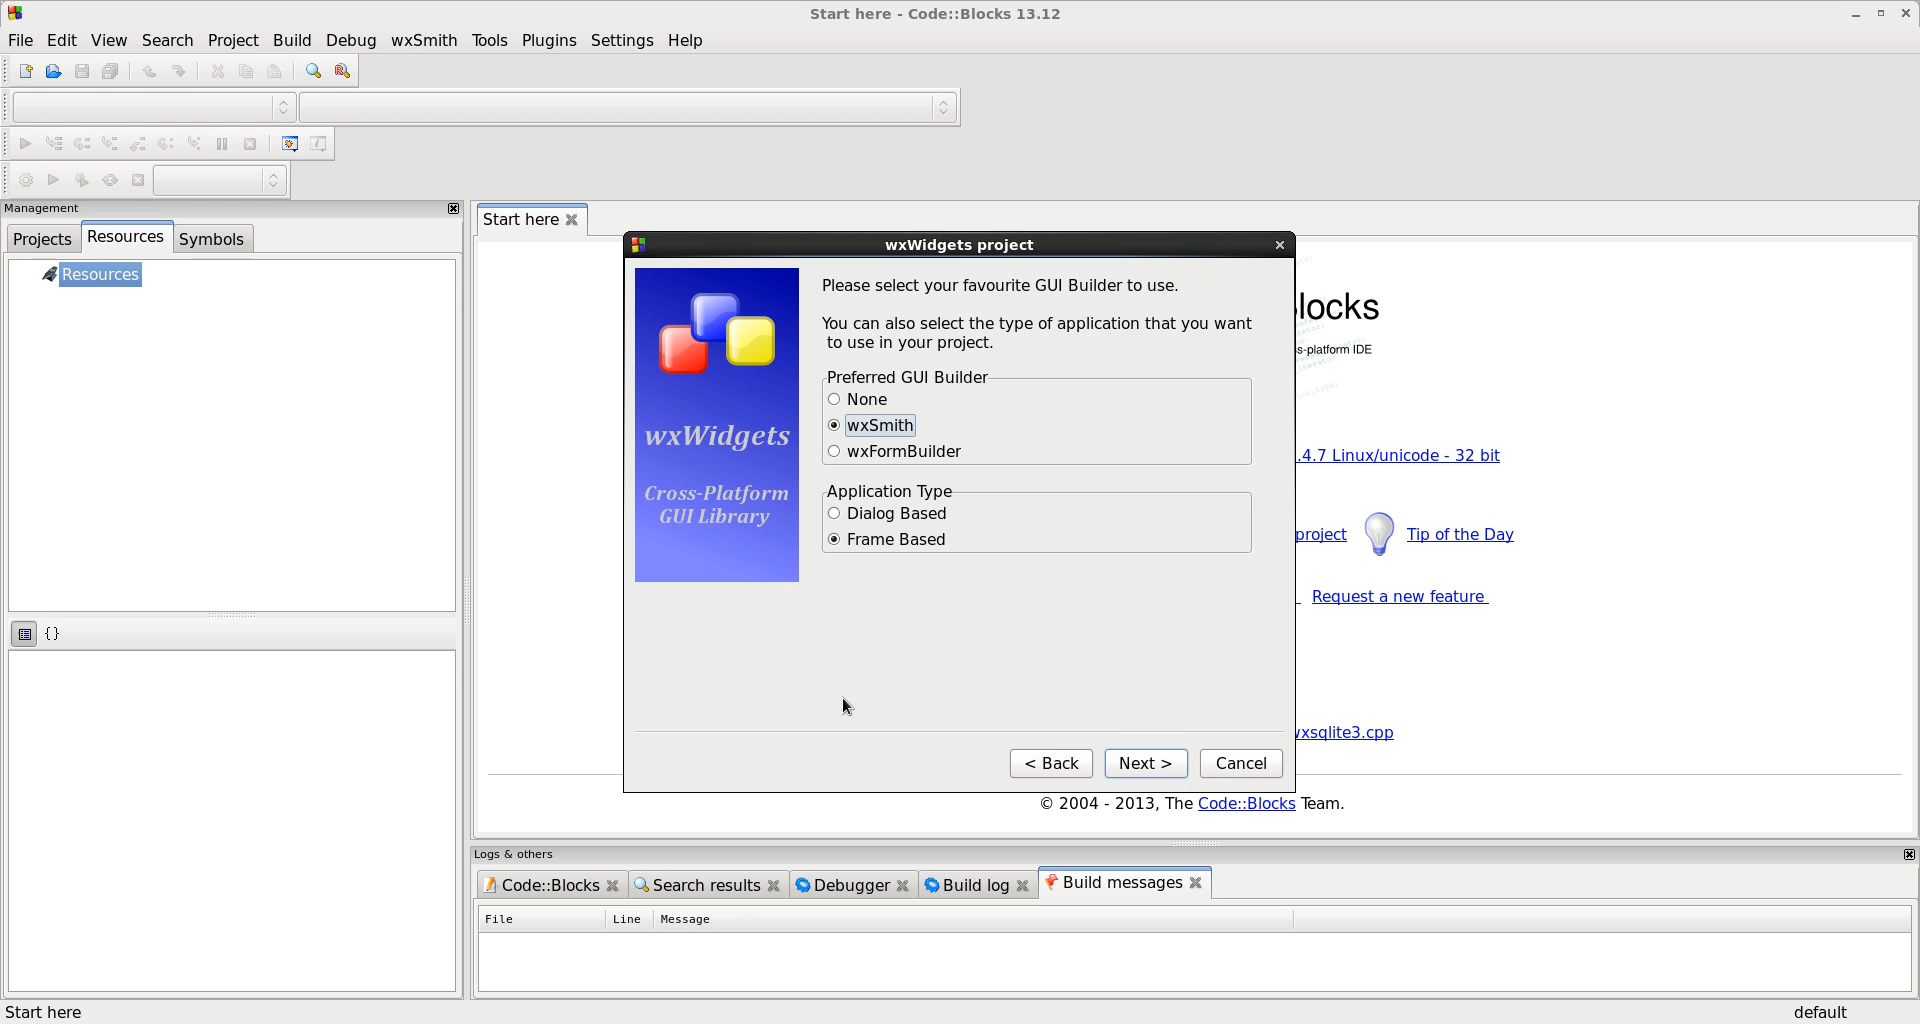 Start here - Code::Blocks 13.12
File Edit View Search Project Build Debug wxSmith Tools Plugins Settings Help
Management
Projects Resources Symbols
Resources
{}
Start here
wxWidgets project
wxWidgets
Cross-Platform
GUI Library
Please select your favourite GUI Builder to use.
You can also select the type of application that you want
to use in your project.
Preferred GUI Builder
None
wxSmith
wxFormBuilder
Application Type
Dialog Based
Frame Based
< Back Next > Cancel
locks
s-platform IDE
.4.7 Linux/unicode - 32 bit
project Tip of the Day
Request a new feature
wxsqlite3.cpp
© 2004 - 2013, The Code::Blocks Team.
Logs & others
Code::Blocks Search results Debugger Build log Build messages
File Line Message
Start here default